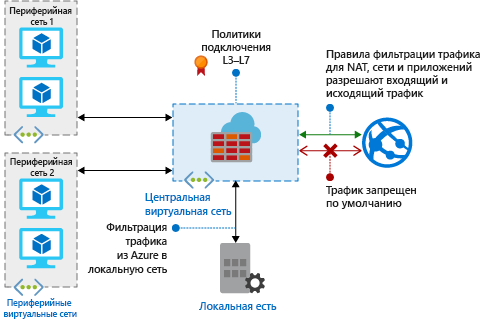 Периферийная
сеть 1
Периферийная
сеть 2
Периферийные
виртуальные сети
Политики
подключения
L3–L7
Центральная
виртуальная сеть
Фильтрация
трафика
из Azure в
локальную сеть
Локальная есть
Правила фильтрации трафика
для NAT, сети и приложений
разрешают входящий и
исходящий трафик
Трафик запрещен
по умолчанию